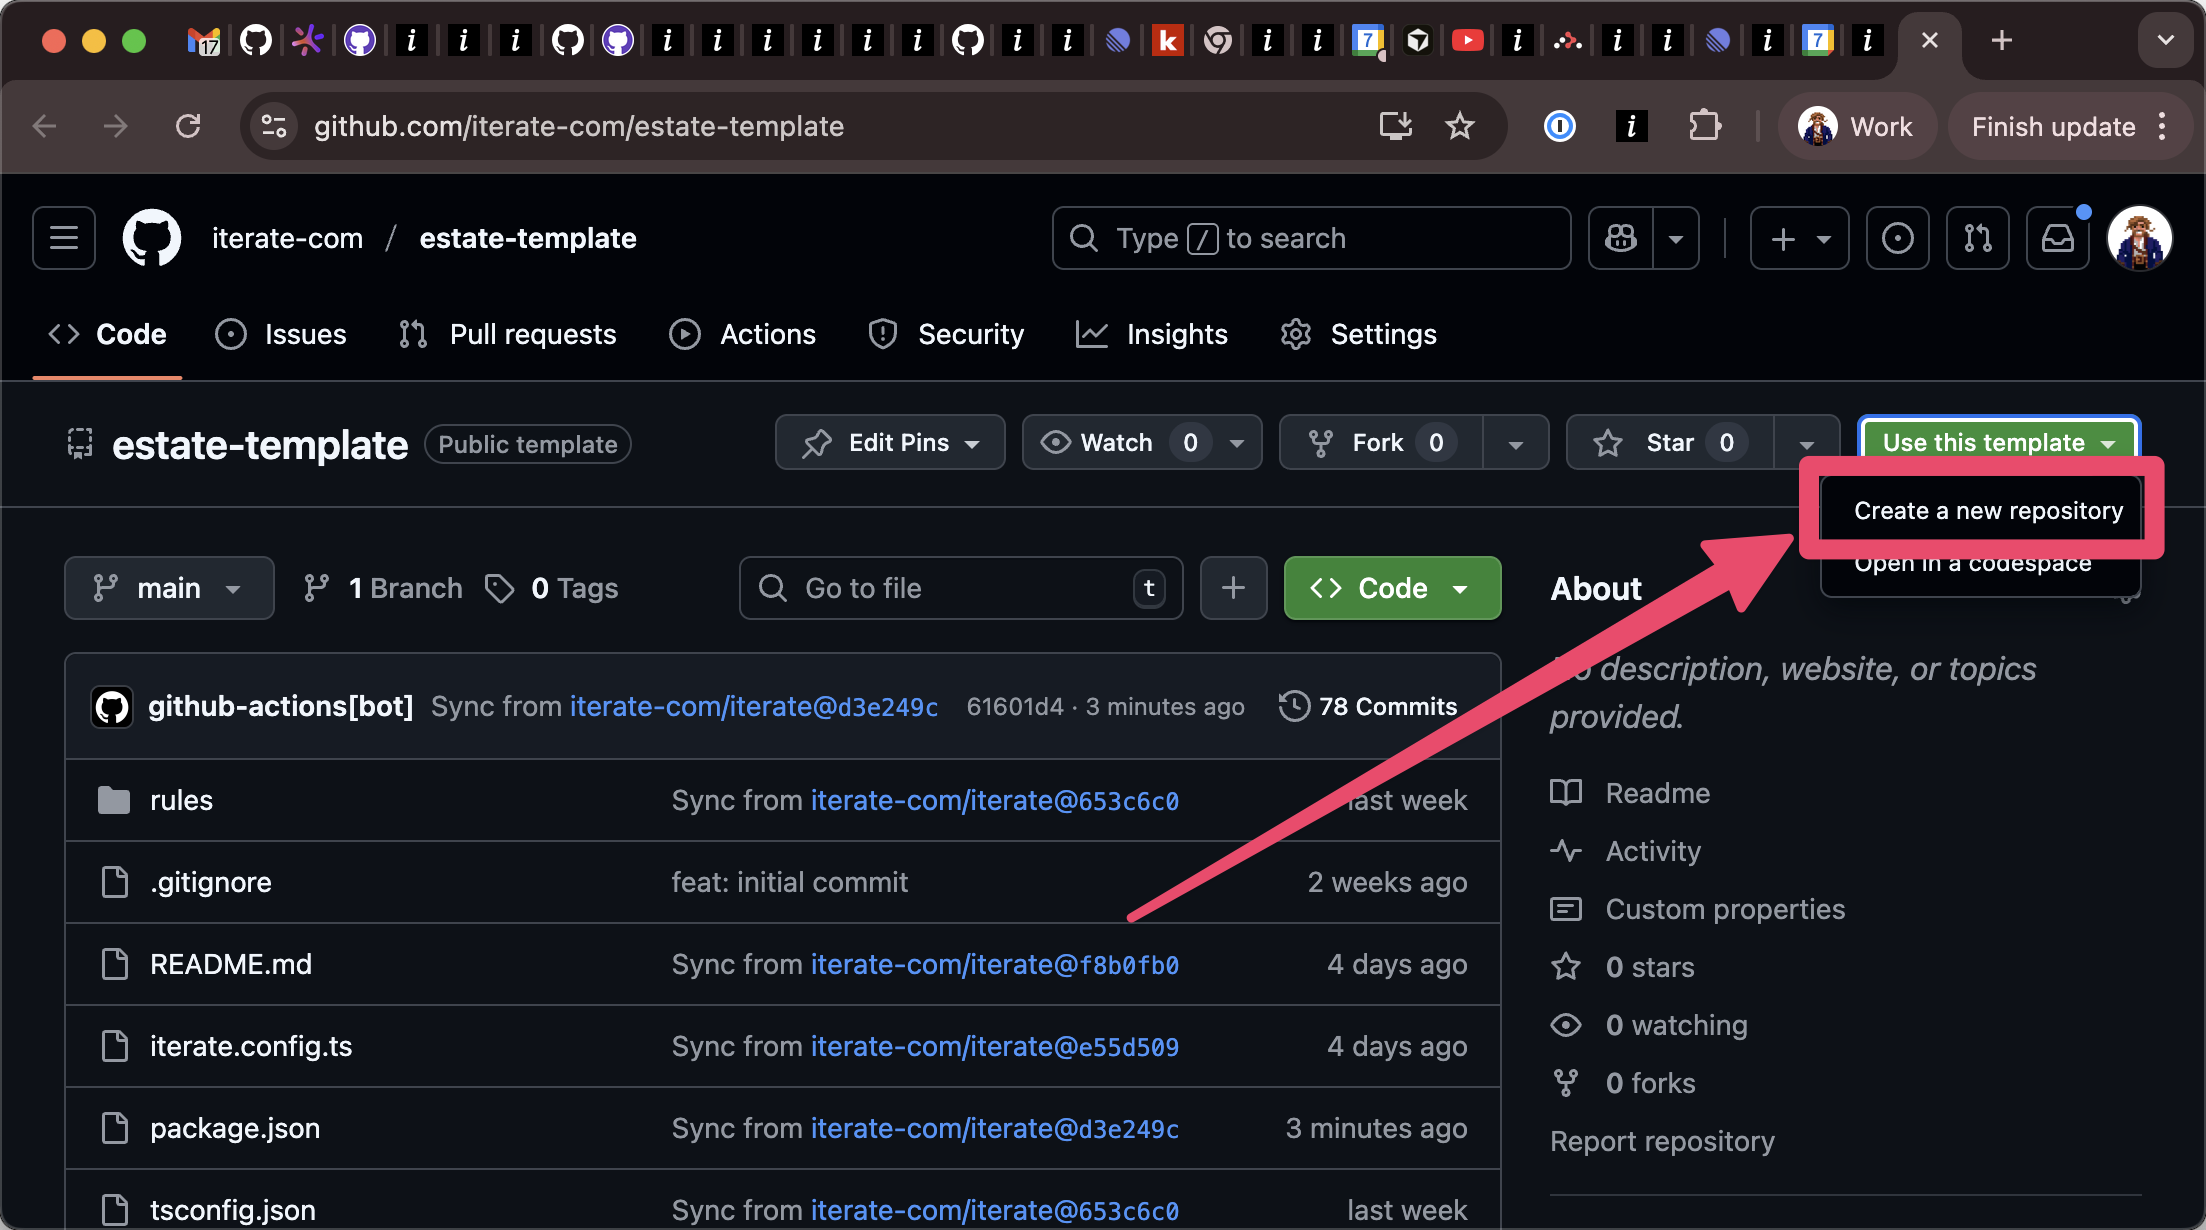 17
7
7
github.com/iterate-com/estate-template
Work
Finish update
iterate-com / estate-template
Type / to search
Code
Issues
Pull requests
Actions
Security
Insights
Settings
estate-template
Public template
Edit Pins
Watch 0
Fork 0
Star 0
Use this template
Create a new repository
Open in a codespace
main
1 Branch
0 Tags
Go to file
t
Code
About
description, website, or topics
provided.
github-actions[bot] Sync from iterate-com/iterate@d3e249c 61601d4 · 3 minutes ago 78 Commits
rules Sync from iterate-com/iterate@653c6c0 last week
.gitignore feat: initial commit 2 weeks ago
README.md Sync from iterate-com/iterate@f8b0fb0 4 days ago
iterate.config.ts Sync from iterate-com/iterate@e55d509 4 days ago
package.json Sync from iterate-com/iterate@d3e249c 3 minutes ago
tsconfig.json Sync from iterate-com/iterate@653c6c0 last week
Readme
Activity
Custom properties
0 stars
0 watching
0 forks
Report repository